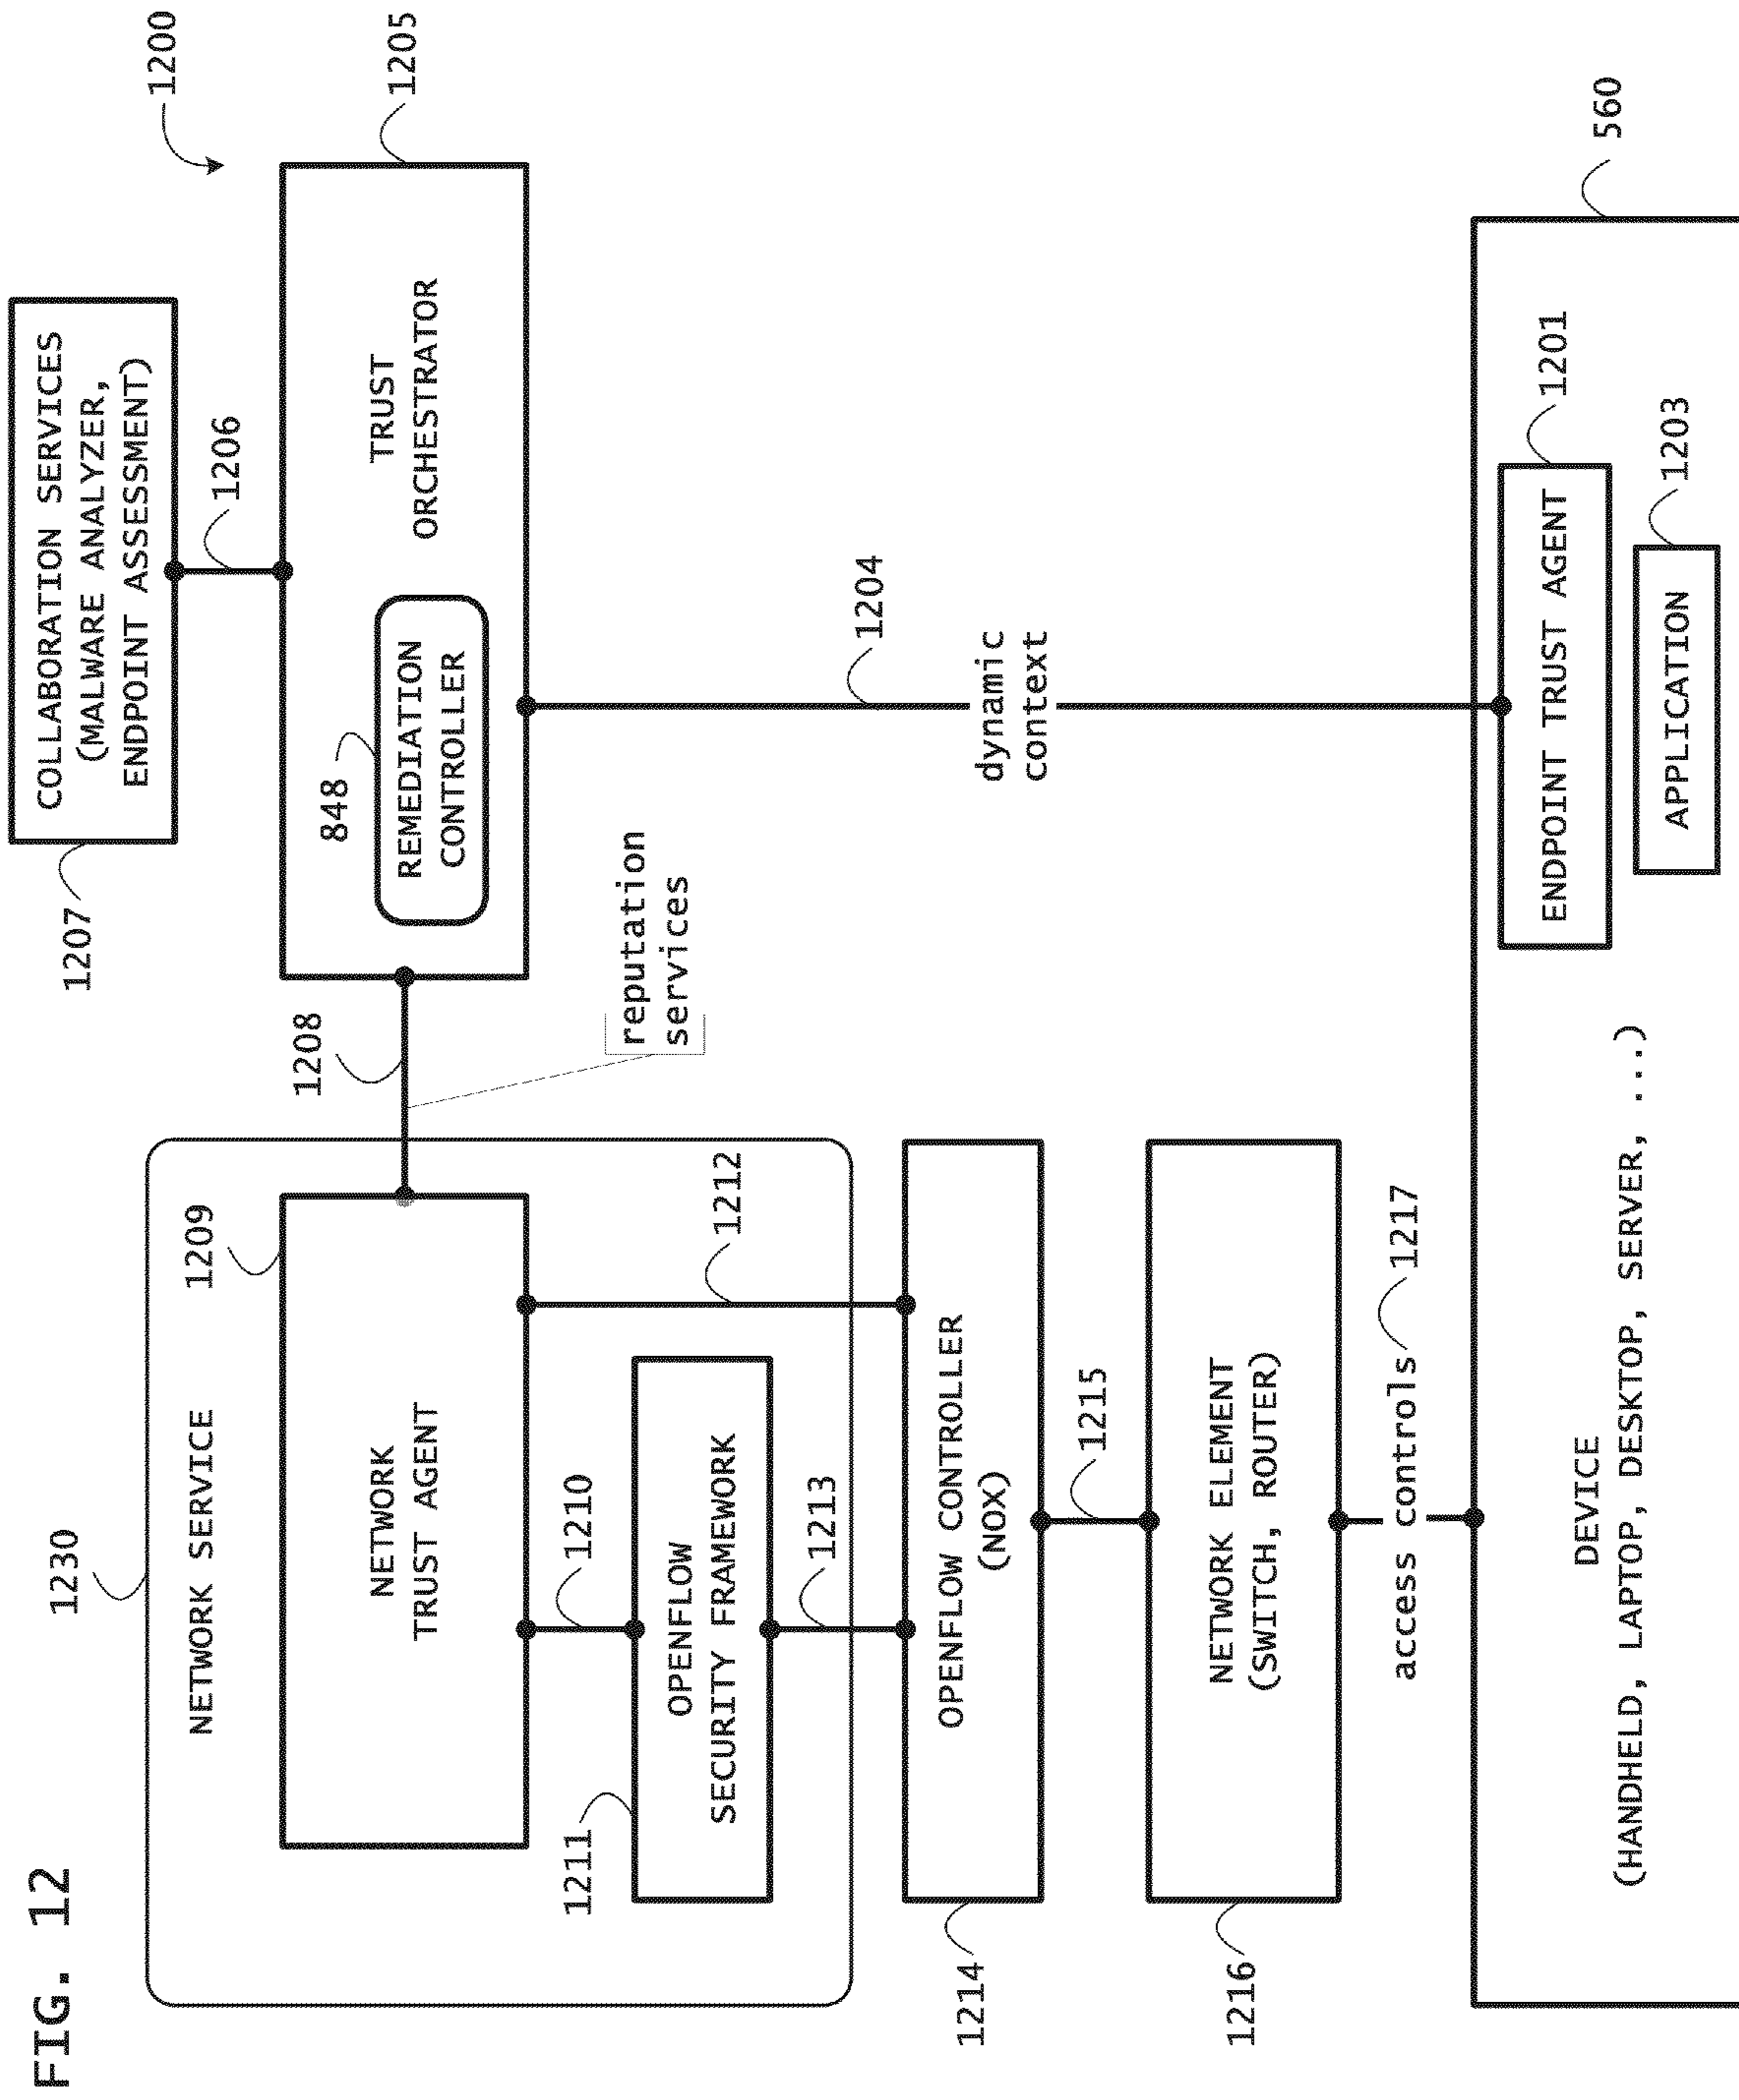 FIG. 12
1200
1230
NETWORK SERVICE
1209
NETWORK
TRUST AGENT
1210
1211
OPENFLOW
SECURITY FRAMEWORK
1212
1213
1214
OPENFLOW CONTROLLER
(NOX)
1215
1216
NETWORK ELEMENT
(SWITCH, ROUTER)
access controls
1217
1207
COLLABORATION SERVICES
(MALWARE ANALYZER,
ENDPOINT ASSESSMENT)
1206
1205
TRUST
ORCHESTRATOR
848
REMEDIATION
CONTROLLER
1208
reputation
services
1204
dynamic
context
560
DEVICE
(HANDHELD, LAPTOP, DESKTOP, SERVER, ...)
ENDPOINT TRUST AGENT
1201
APPLICATION
1203